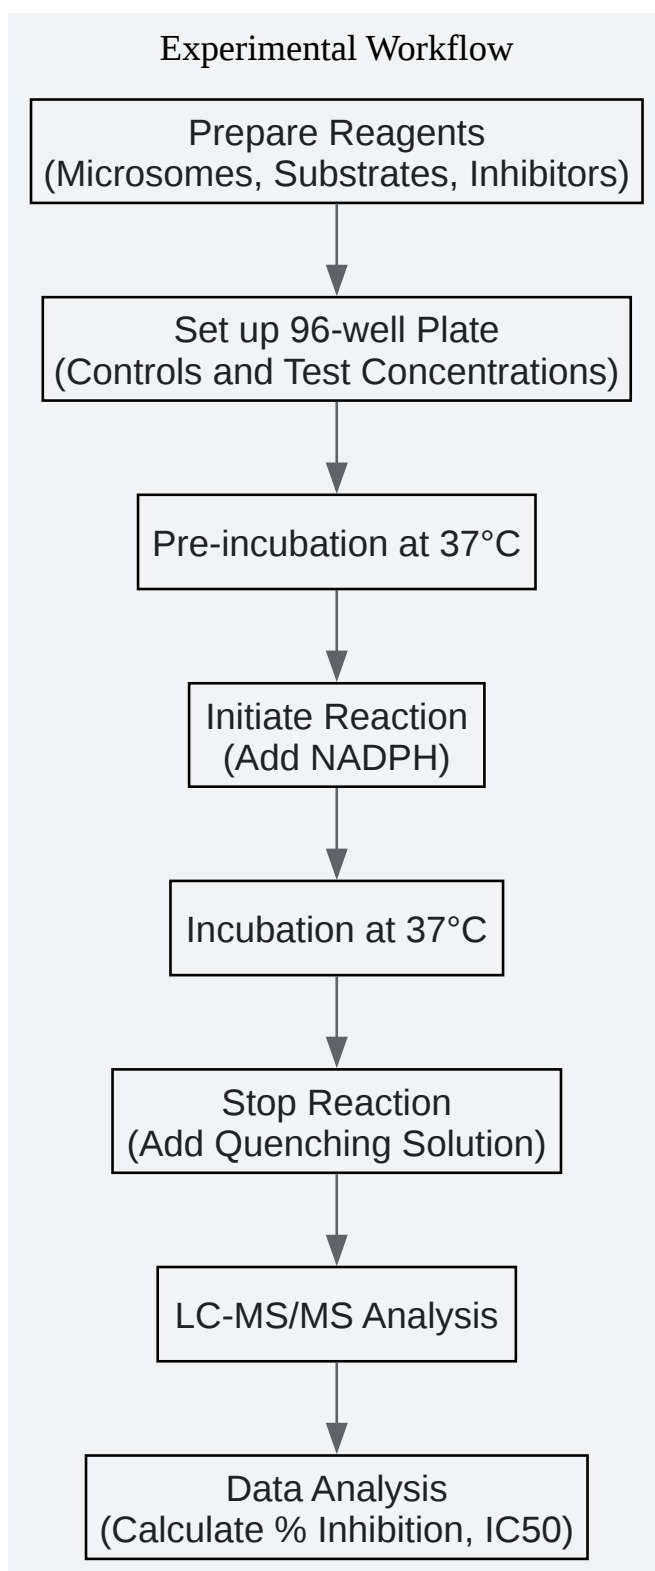 Experimental Workflow
Prepare Reagents
(Microsomes, Substrates, Inhibitors)
Set up 96-well Plate
(Controls and Test Concentrations)
Pre-incubation at 37°C
Initiate Reaction
(Add NADPH)
Incubation at 37°C
Stop Reaction
(Add Quenching Solution)
LC-MS/MS Analysis
Data Analysis
(Calculate % Inhibition, IC50)